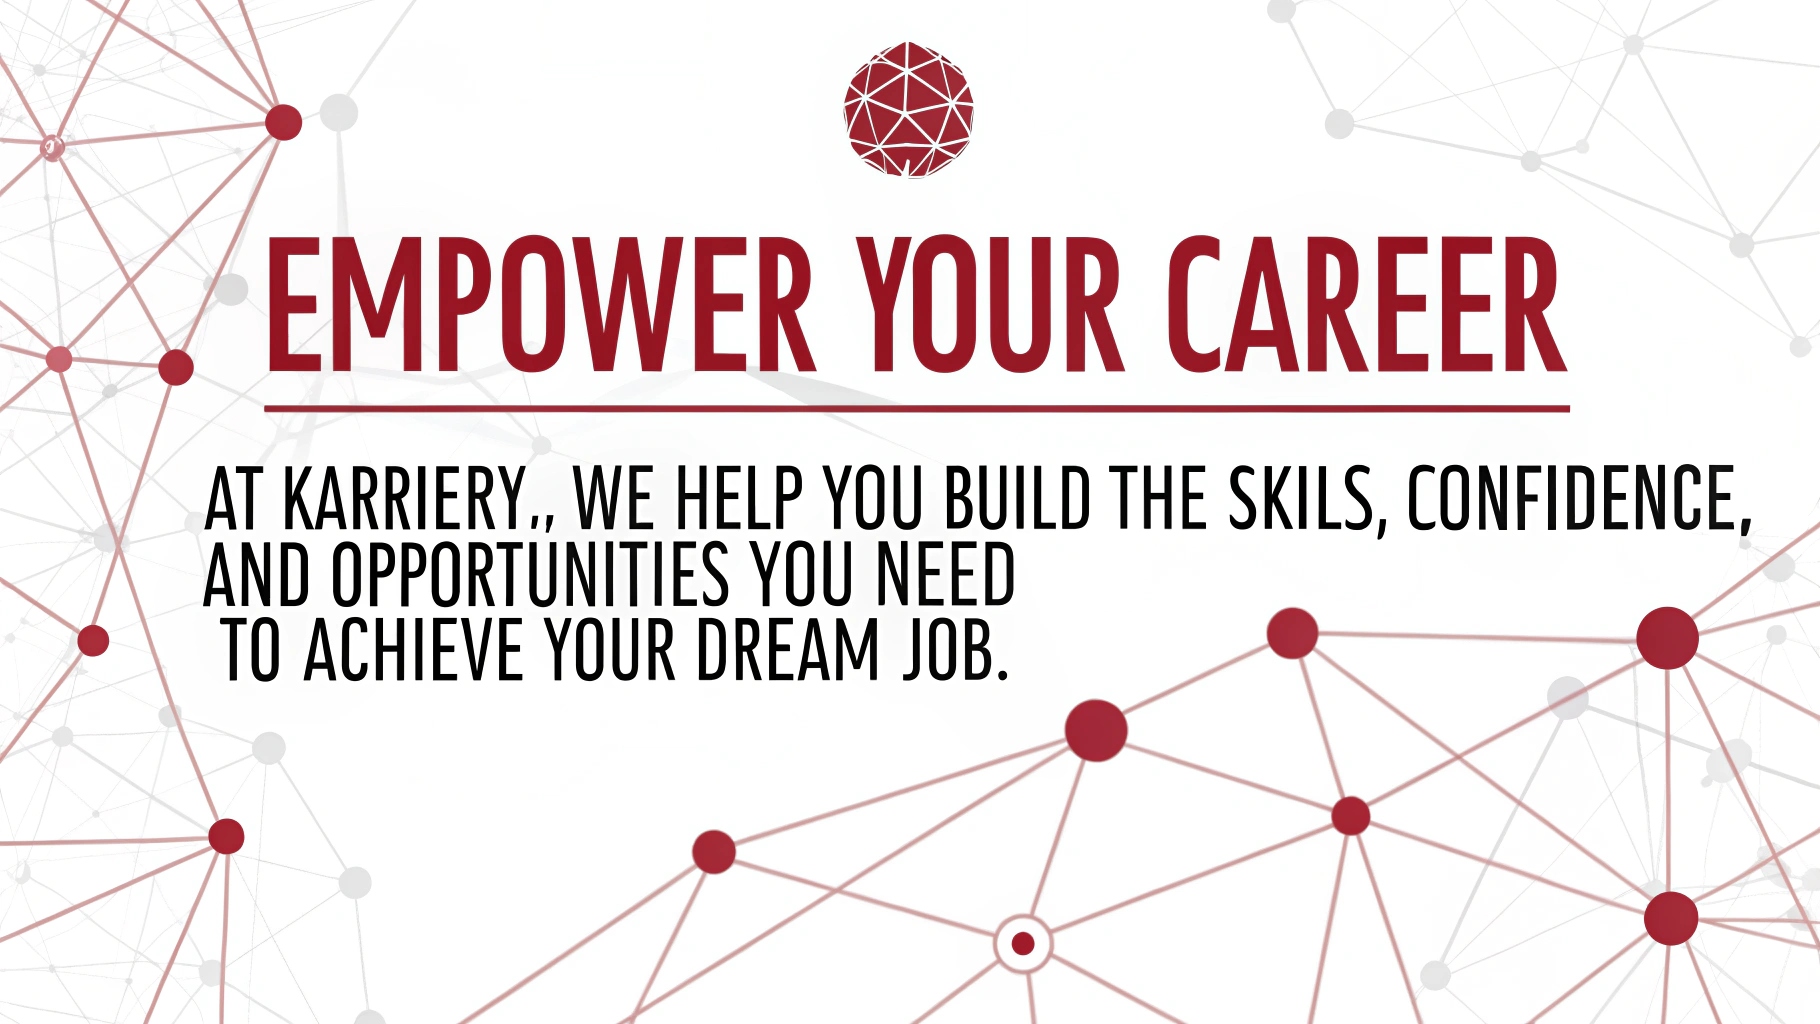 EMPOWER YOUR CAREER
AT KARRIERY,, WE HELP YOU BUILD THE SKILS, CONFIDENCE,
AND OPPORTUNITIES YOU NEED
TO ACHIEVE YOUR DREAM JOB.